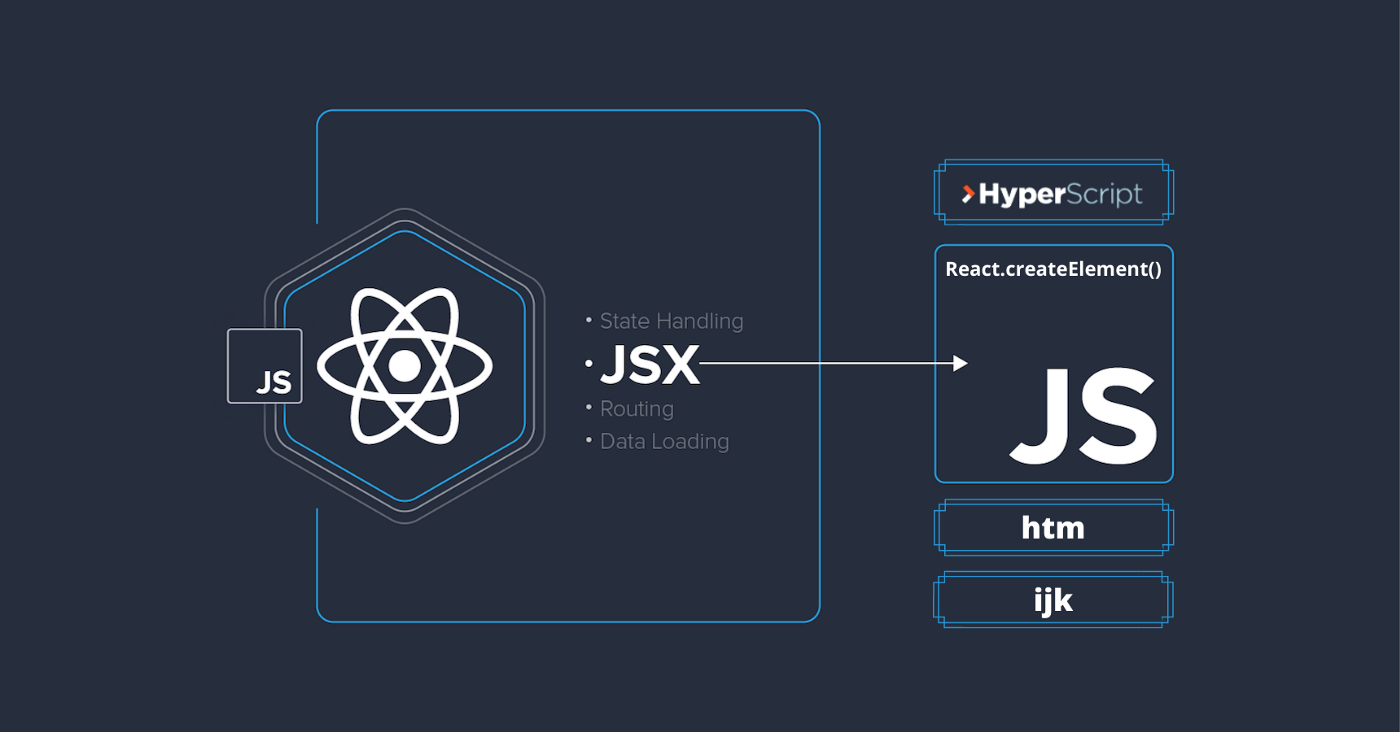 JS
• State Handling
• JSX
• Routing
• Data Loading
HyperScript
React.createElement()
JS
htm
ijk